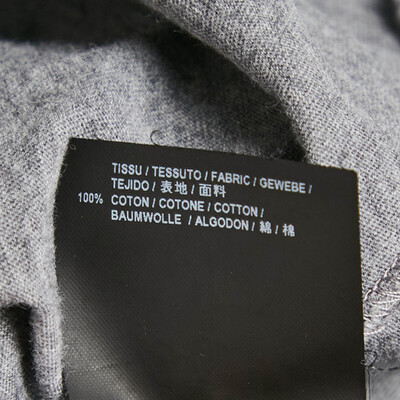 TISSU / TESSUTO / FABRIC / GEWEBE /
TEJIDO / 表地 / 面料
100% COTON / COTONE / COTTON /
BAUMWOLLE / ALGODON / 綿 / 棉